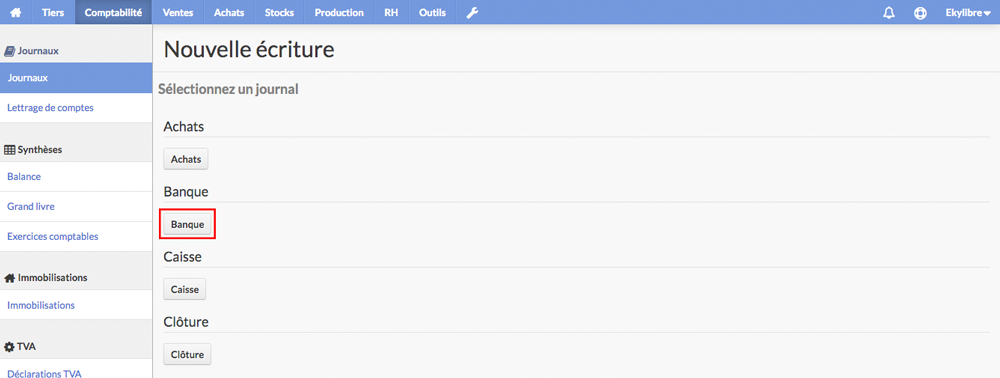 Tiers Comptabilité Ventes Achats Stocks Production RH Outils Ekylibre
Journaux
Journaux
Lettrage de comptes
Synthèses
Balance
Grand livre
Exercices comptables
Immobilisations
Immobilisations
TVA
Déclarations TVA
Nouvelle écriture
Sélectionnez un journal
Achats
Achats
Banque
Banque
Caisse
Caisse
Clôture
Clôture